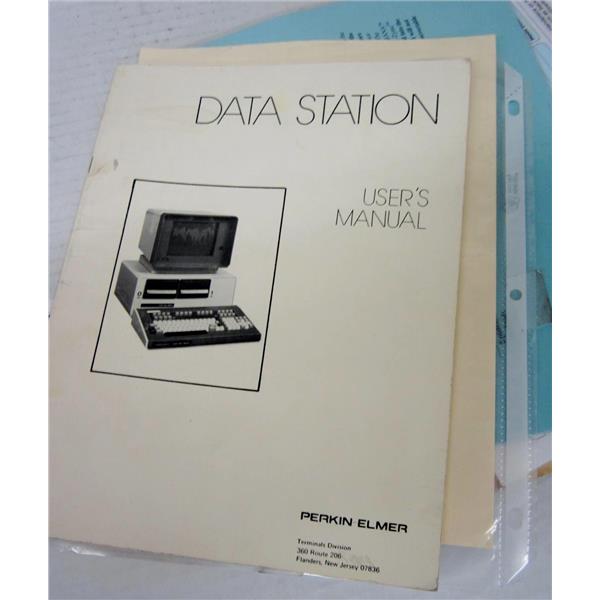 DATA STATION
USER'S
MANUAL
PERKIN ELMER
Terminals Division
360 Route 206
Flanders, New Jersey 07836